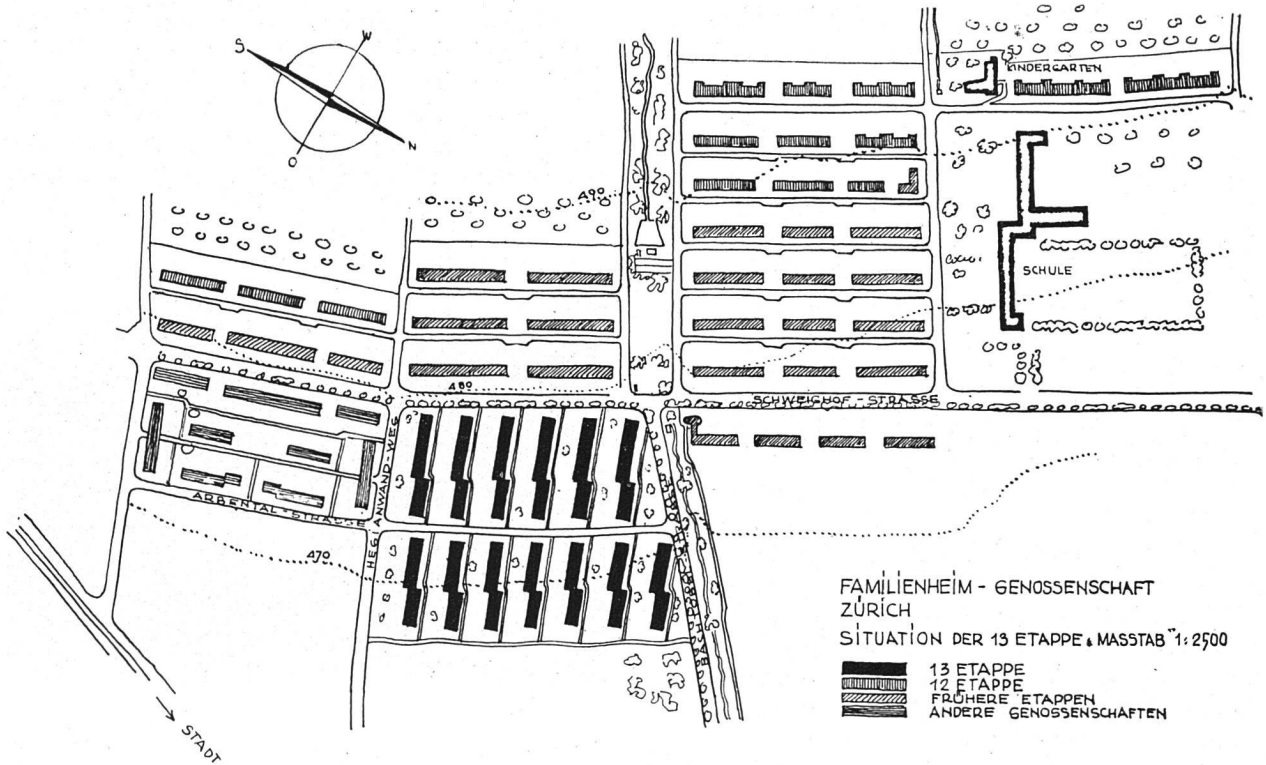 S
W
N
O
KINDERGARTEN
490
SCHULE
480
SCHWEIGHOF-STRASSE
HEGIANWAND-WEG
ARBENTAL-STRASSE
470
STADT
FAMILIENHEIM-GENOSSENSCHAFT
ZÜRICH
SITUATION DER 13 ETAPPE. MASSTAB 1:2500
13 ETAPPE
12 ETAPPE
FRÜHERE ETAPPEN
ANDERE GENOSSENSCHAFTEN